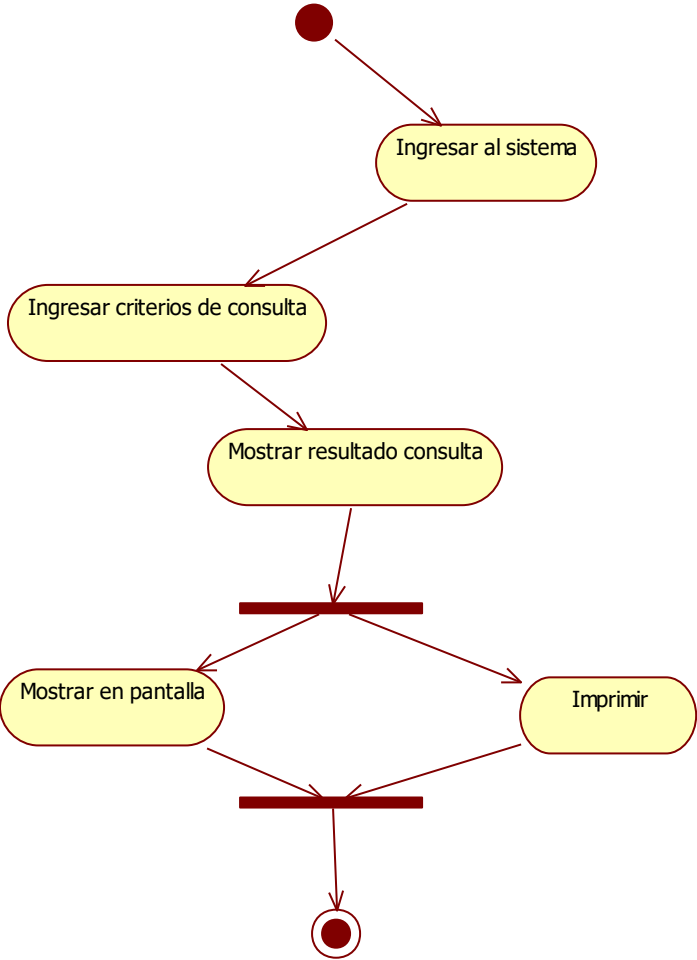 Ingresar al sistema
Ingresar criterios de consulta
Mostrar resultado consulta
Mostrar en pantalla
Imprimir